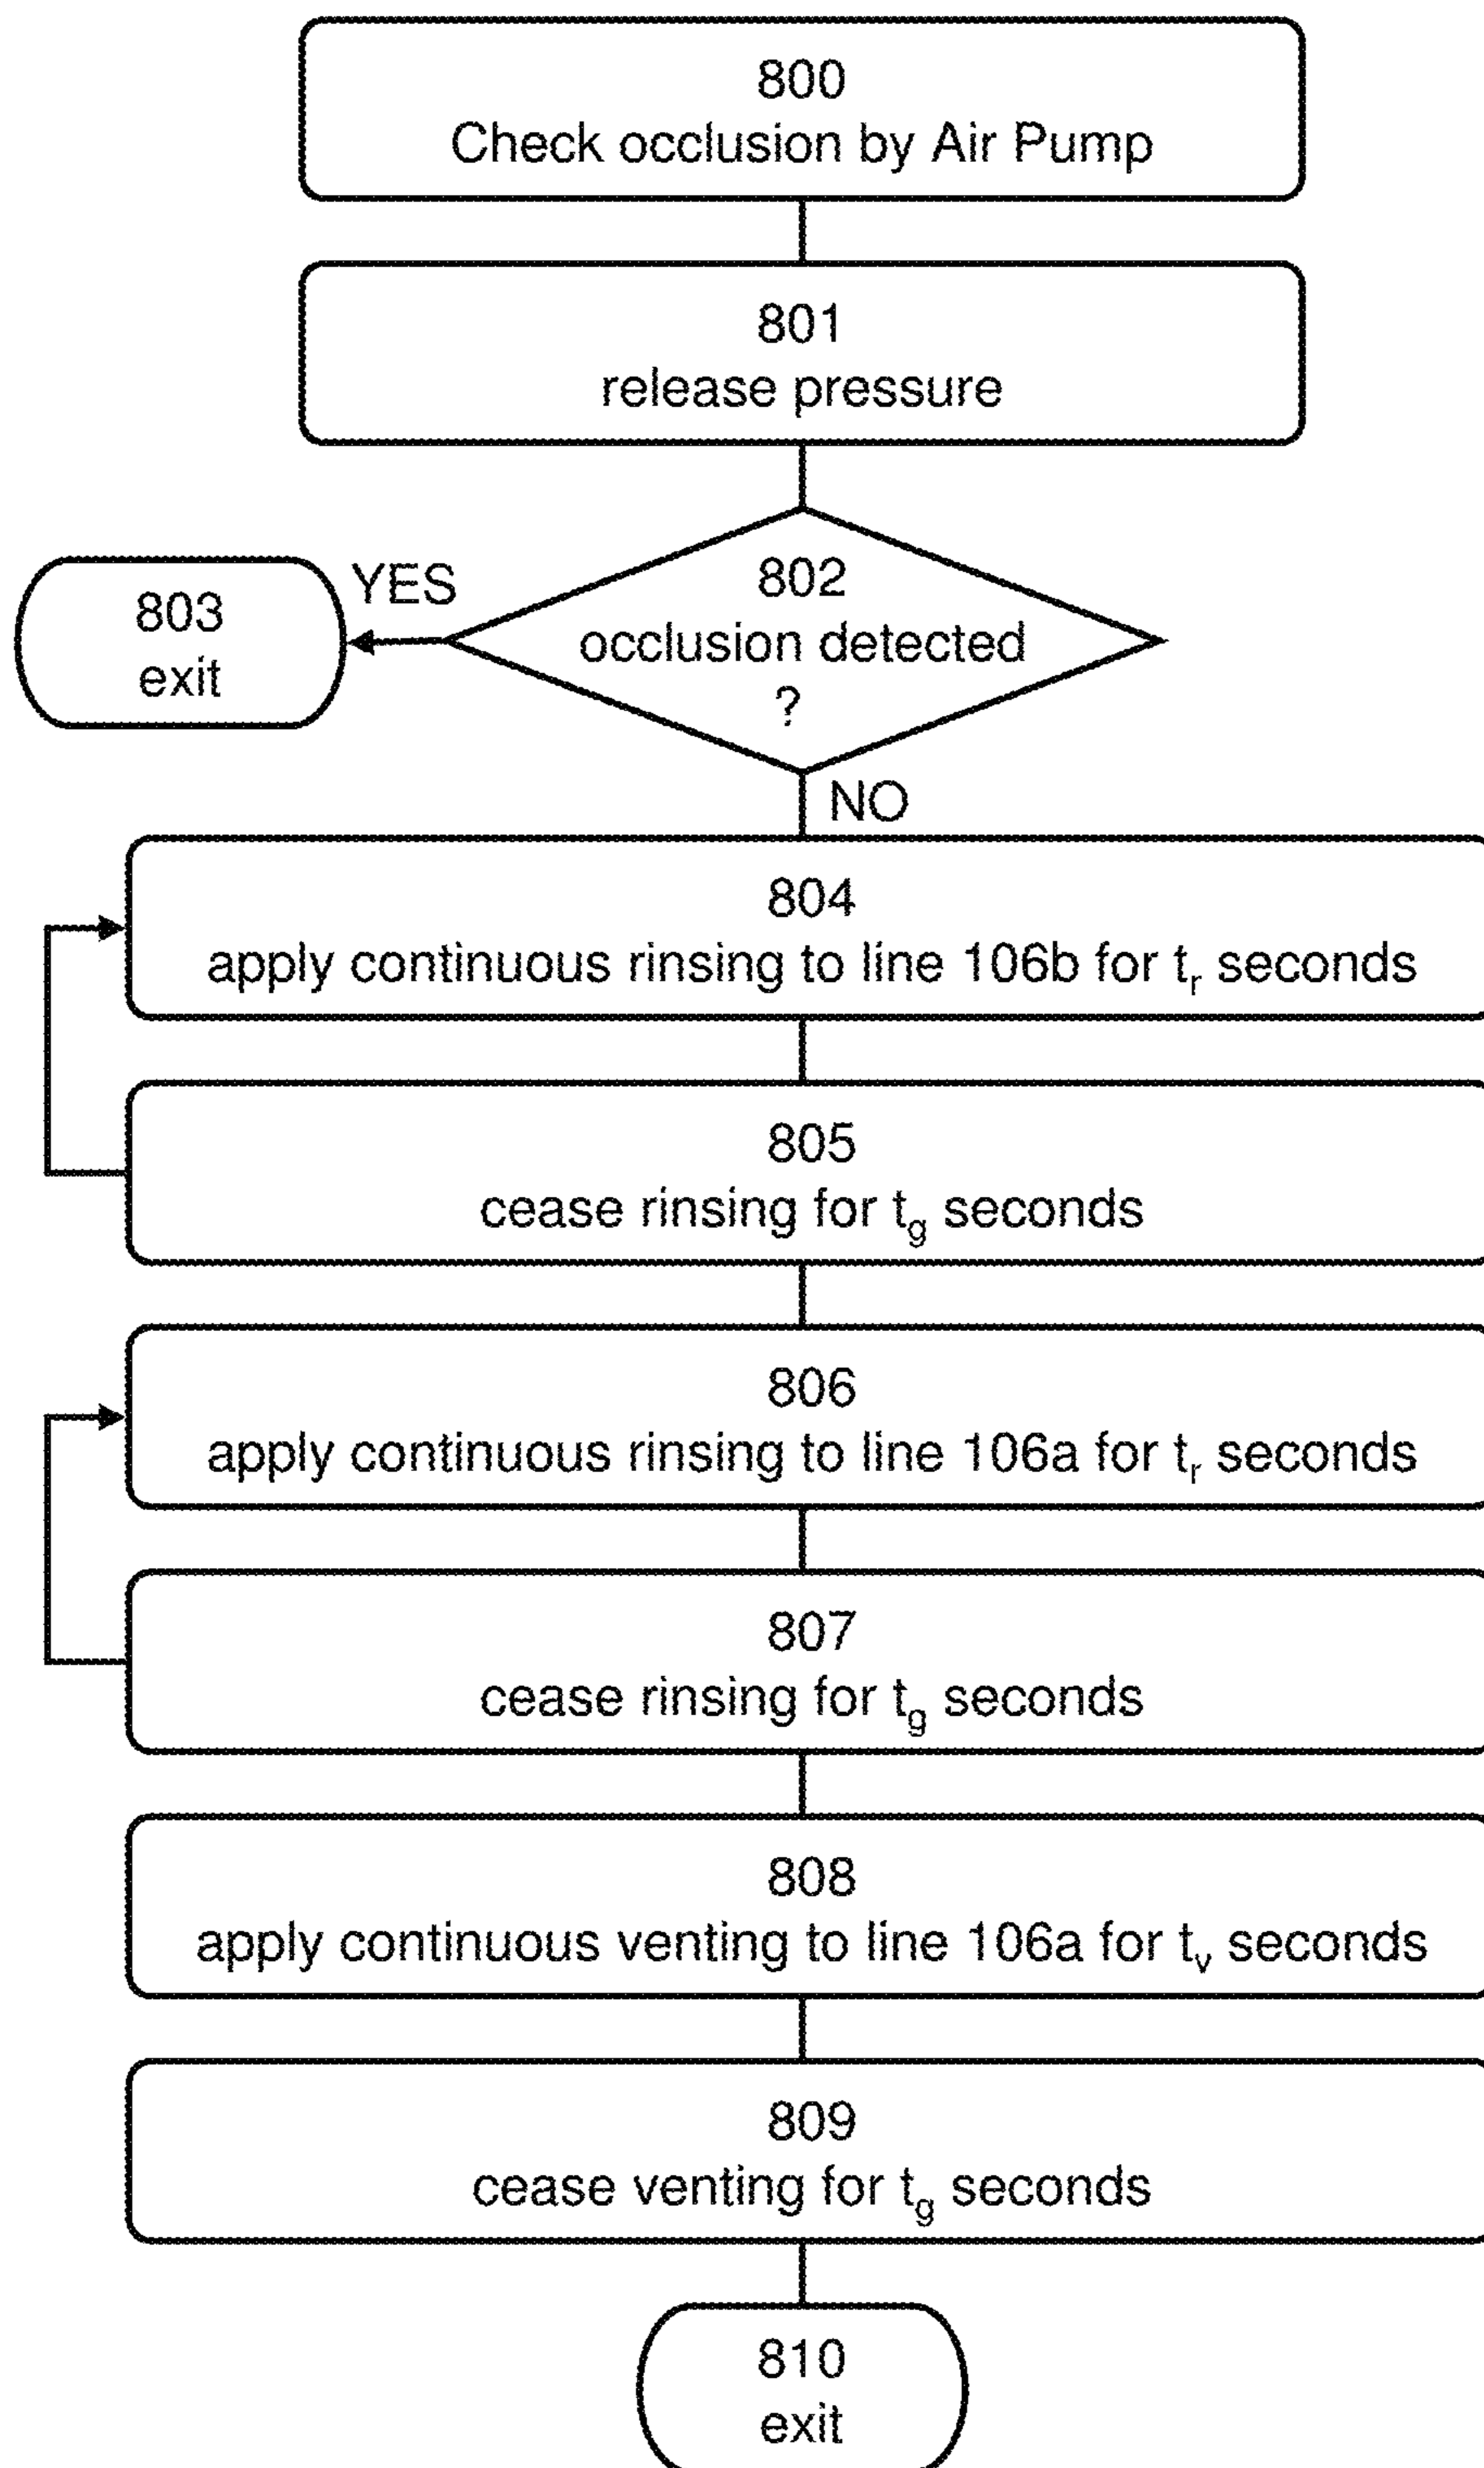 800
Check occlusion by Air Pump
801
release pressure
802
occlusion detected
?
YES
803
exit
NO
804
apply continuous rinsing to line 106b for tr seconds
805
cease rinsing for tg seconds
806
apply continuous rinsing to line 106a for tr seconds
807
cease rinsing for tg seconds
808
apply continuous venting to line 106a for tv seconds
809
cease venting for tg seconds
810
exit